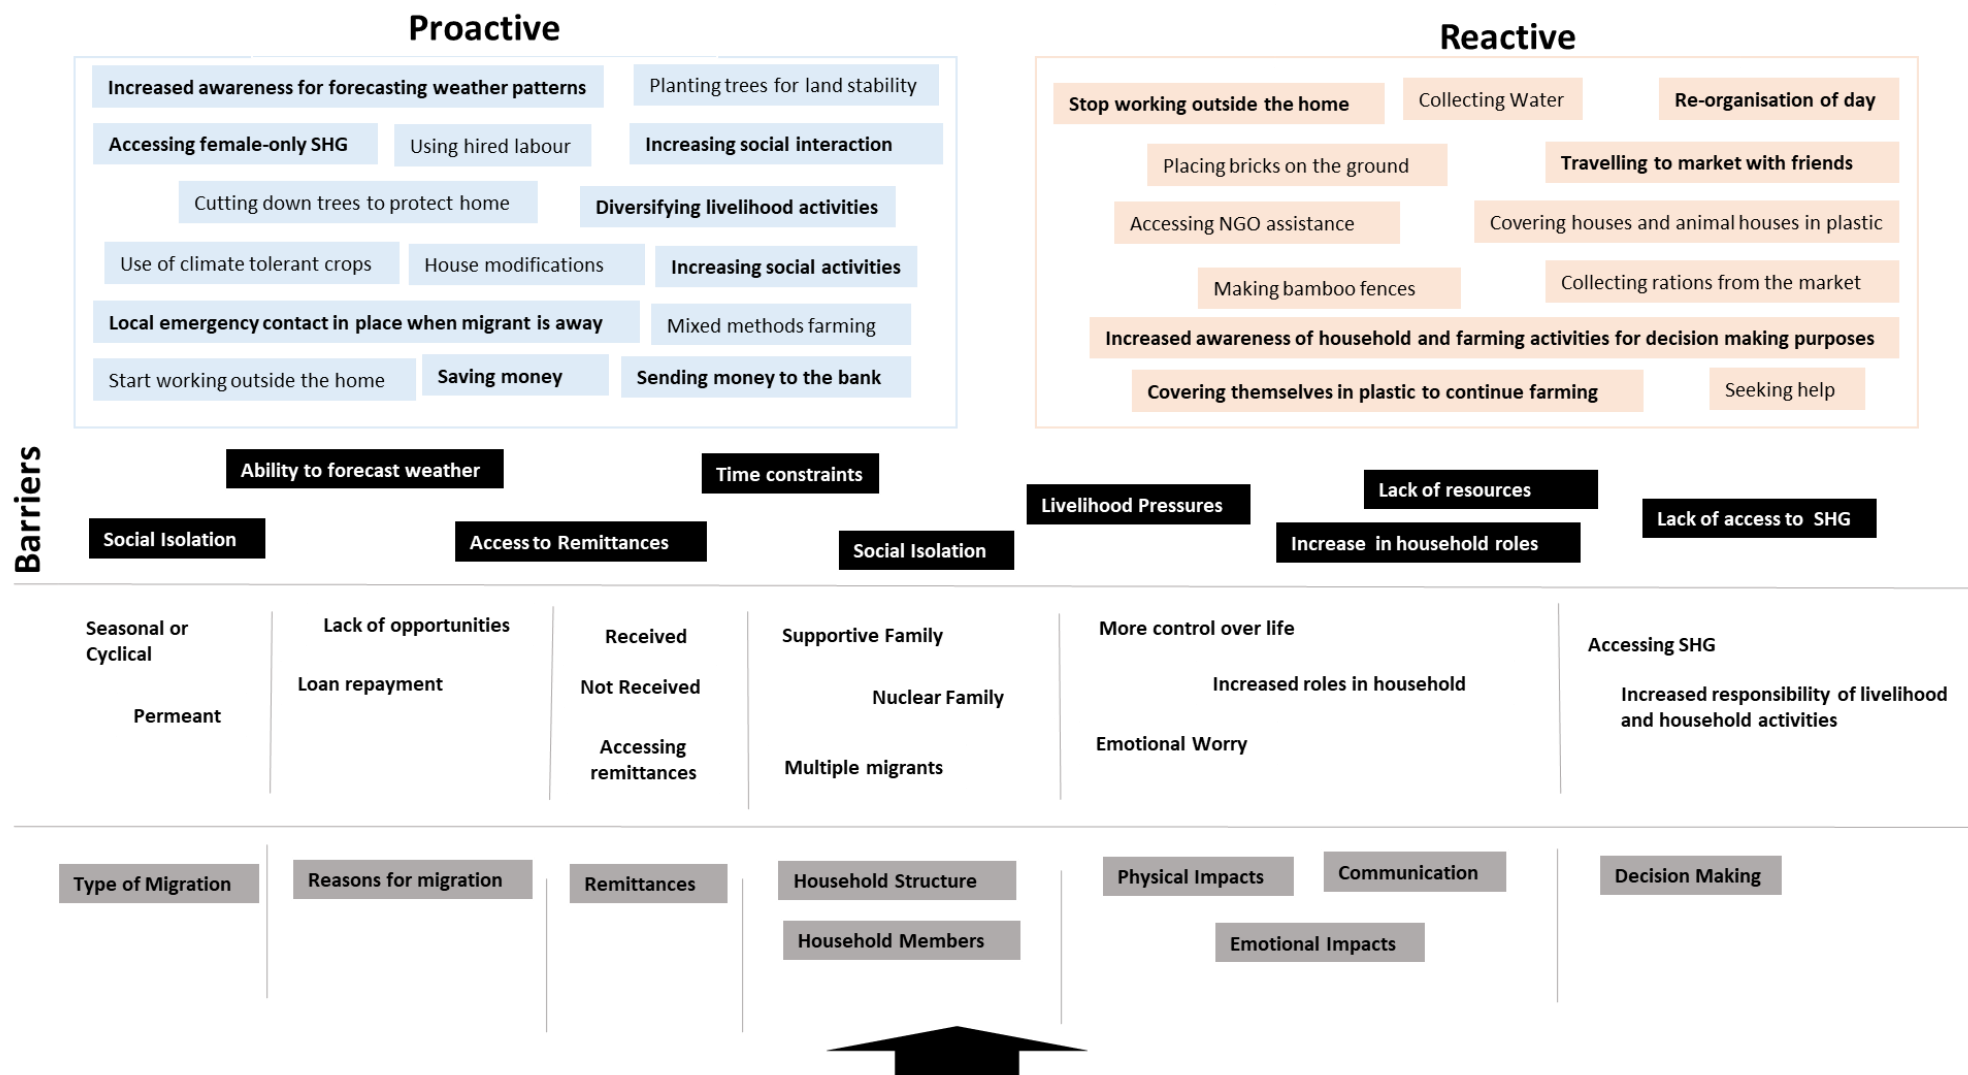 Proactive
Reactive
Increased awareness for forecasting weather patterns
Planting trees for land stability
Accessing female-only SHG
Using hired labour
Increasing social interaction
Cutting down trees to protect home
Diversifying livelihood activities
Use of climate tolerant crops
House modifications
Increasing social activities
Local emergency contact in place when migrant is away
Mixed methods farming
Start working outside the home
Saving money
Sending money to the bank
Stop working outside the home
Collecting Water
Re-organisation of day
Placing bricks on the ground
Travelling to market with friends
Accessing NGO assistance
Covering houses and animal houses in plastic
Making bamboo fences
Collecting rations from the market
Increased awareness of household and farming activities for decision making purposes
Covering themselves in plastic to continue farming
Seeking help
Barriers
Ability to forecast weather
Time constraints
Lack of resources
Livelihood Pressures
Lack of access to SHG
Social Isolation
Access to Remittances
Social Isolation
Increase in household roles
Seasonal or
Cyclical
Permeant
Lack of opportunities
Loan repayment
Received
Not Received
Accessing
remittances
Supportive Family
Nuclear Family
Multiple migrants
More control over life
Increased roles in household
Emotional Worry
Accessing SHG
Increased responsibility of livelihood
and household activities
Type of Migration
Reasons for migration
Remittances
Household Structure
Household Members
Physical Impacts
Communication
Emotional Impacts
Decision Making